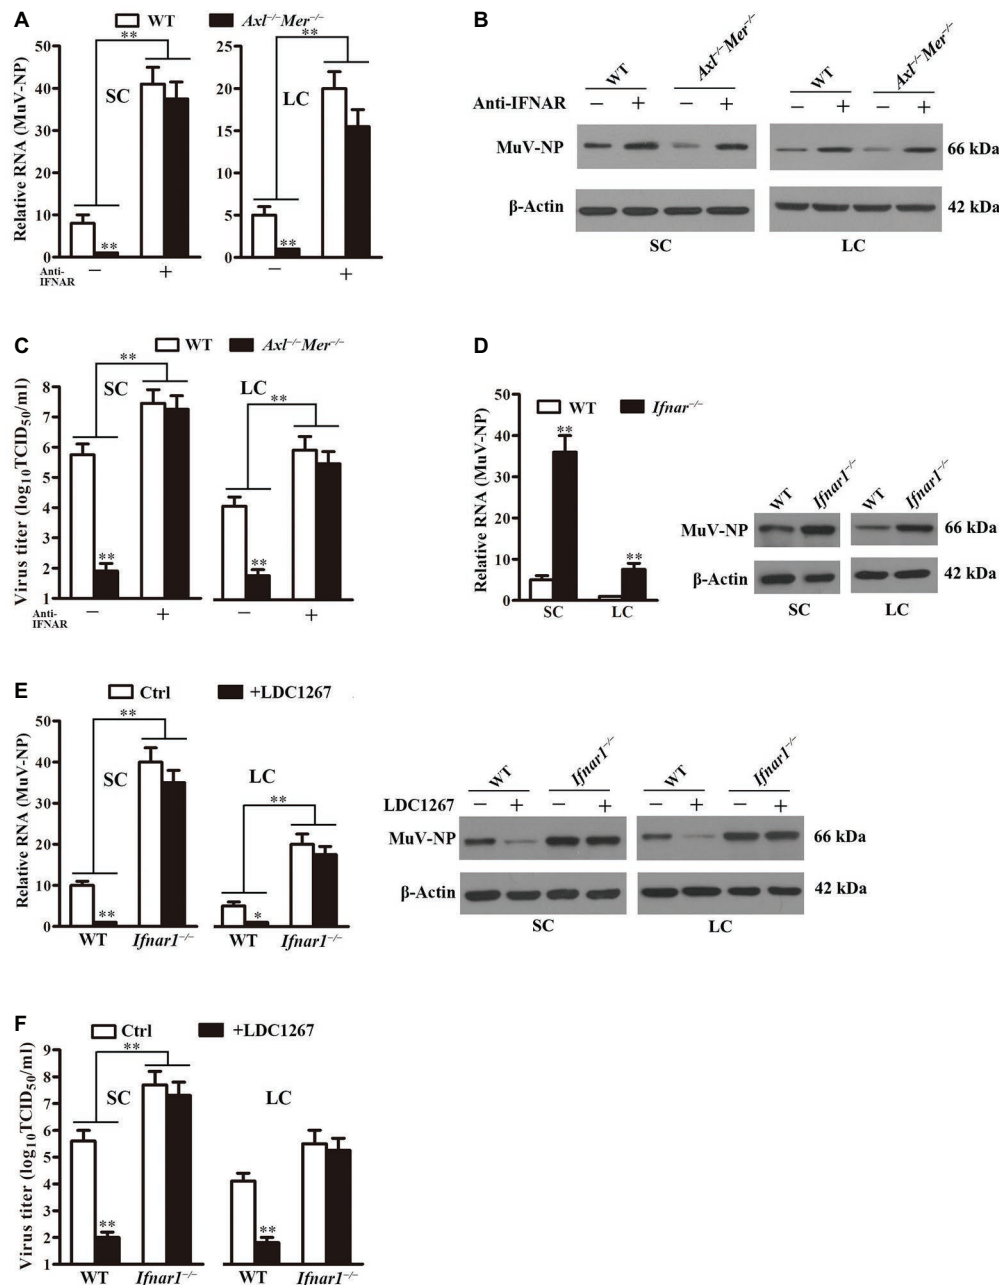 A
WT Axl⁻/⁻Mer⁻/⁻
Relative RNA (MuV-NP)
50
40
30
20
10
0
SC
**
**
Anti-IFNAR
− +
25
20
15
10
5
0
LC
**
**
− +
B
WT Axl⁻/⁻Mer⁻/⁻ WT Axl⁻/⁻Mer⁻/⁻
Anti-IFNAR − + − + − + − +
MuV-NP 66 kDa
β-Actin 42 kDa
SC LC
C
WT Axl⁻/⁻Mer⁻/⁻
Virus titer (log₁₀TCID₅₀/ml)
8
7
6
5
4
3
2
1
SC
**
**
Anti-IFNAR
− +
LC
**
**
− +
D
WT Ifnar⁻/⁻
Relative RNA (MuV-NP)
50
40
30
20
10
0
**
**
SC LC
WT Ifnar1⁻/⁻ WT Ifnar1⁻/⁻
MuV-NP 66 kDa
β-Actin 42 kDa
SC LC
E
Ctrl +LDC1267
Relative RNA (MuV-NP)
50
40
30
20
10
0
SC
**
**
WT Ifnar1⁻/⁻
LC
**
*
WT Ifnar1⁻/⁻
WT Ifnar1⁻/⁻ WT Ifnar1⁻/⁻
LDC1267 − + − + − + − +
MuV-NP 66 kDa
β-Actin 42 kDa
SC LC
F
Ctrl +LDC1267
Virus titer (log₁₀TCID₅₀/ml)
9
8
7
6
5
4
3
2
1
SC
**
**
WT Ifnar1⁻/⁻
LC
**
WT Ifnar1⁻/⁻